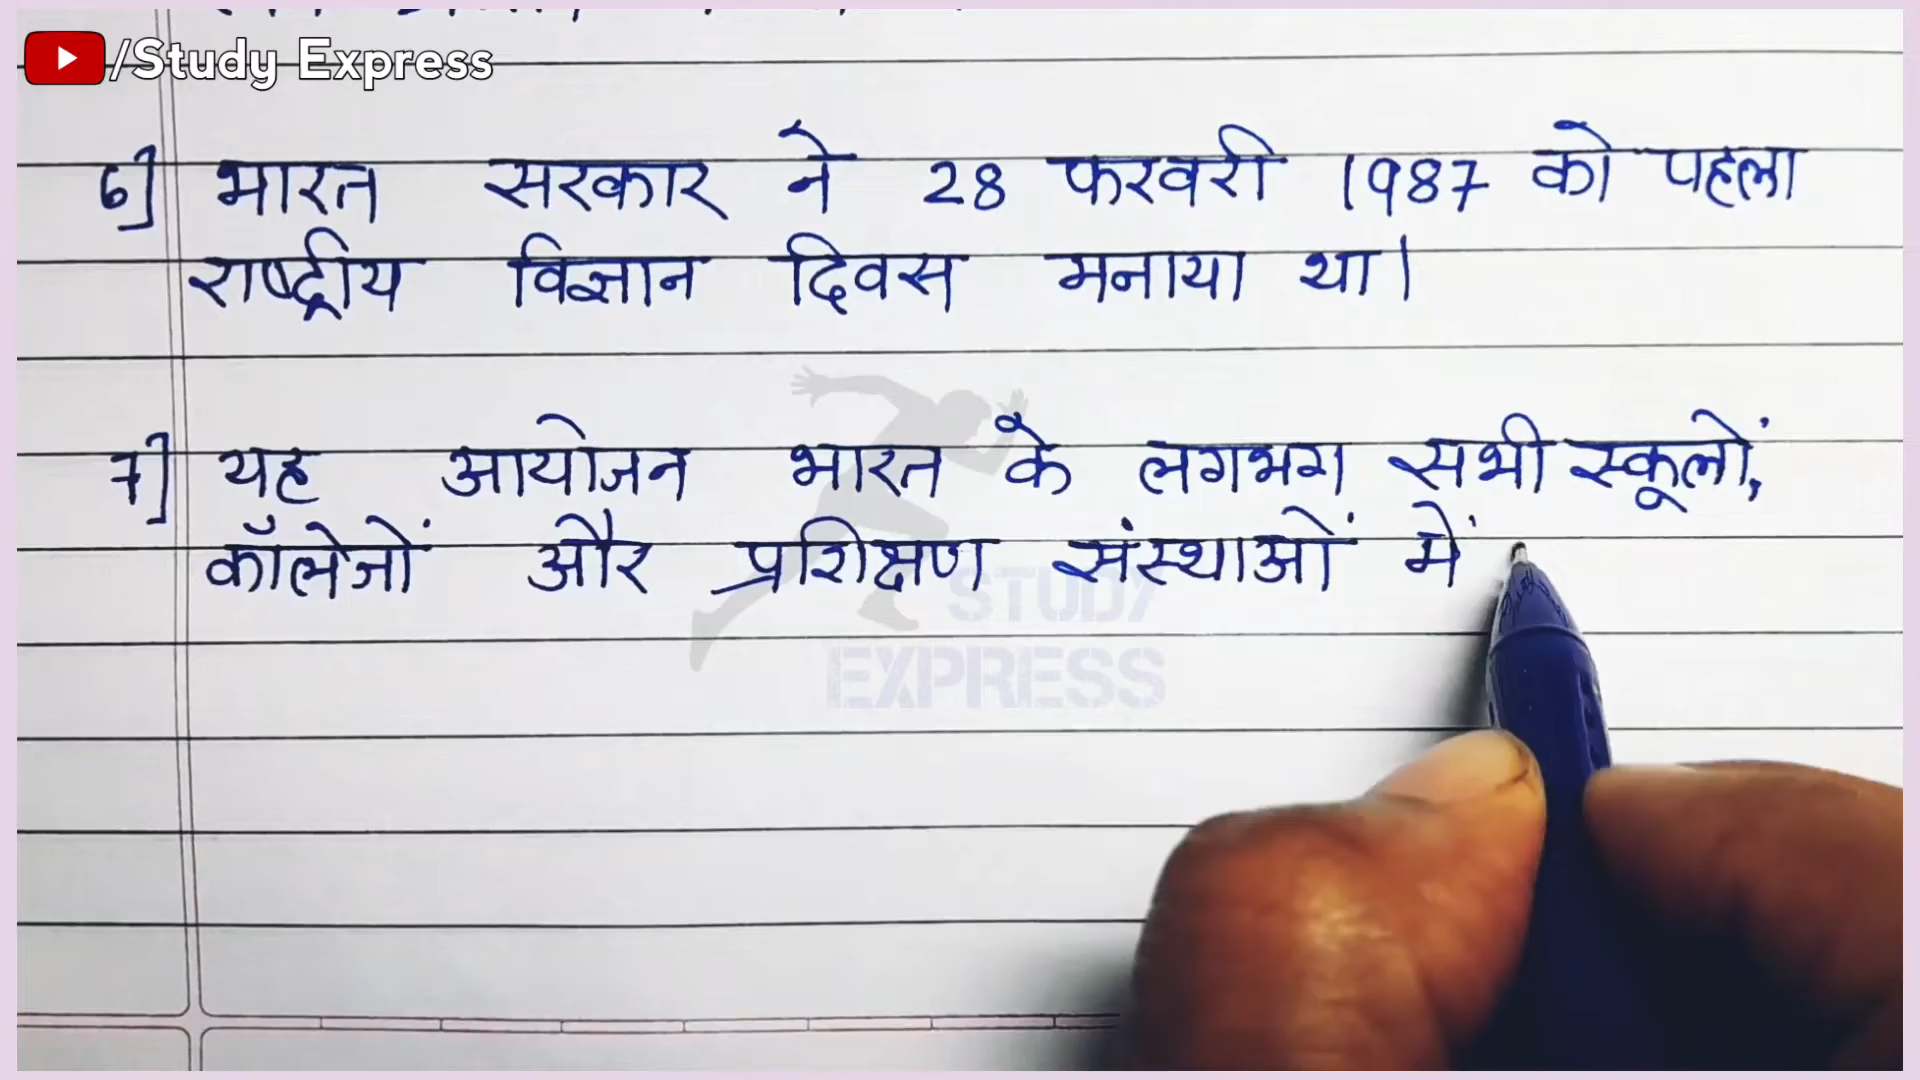 /Study Express
6] भारत सरकार ने 28 फरवरी 1987 को पहला
राष्ट्रीय विज्ञान दिवस मनाया था।
7] यह आयोजन भारत के लगभग सभी स्कूलों,
कॉलेजों और प्रशिक्षण संस्थाओं में
STUDY
EXPRESS